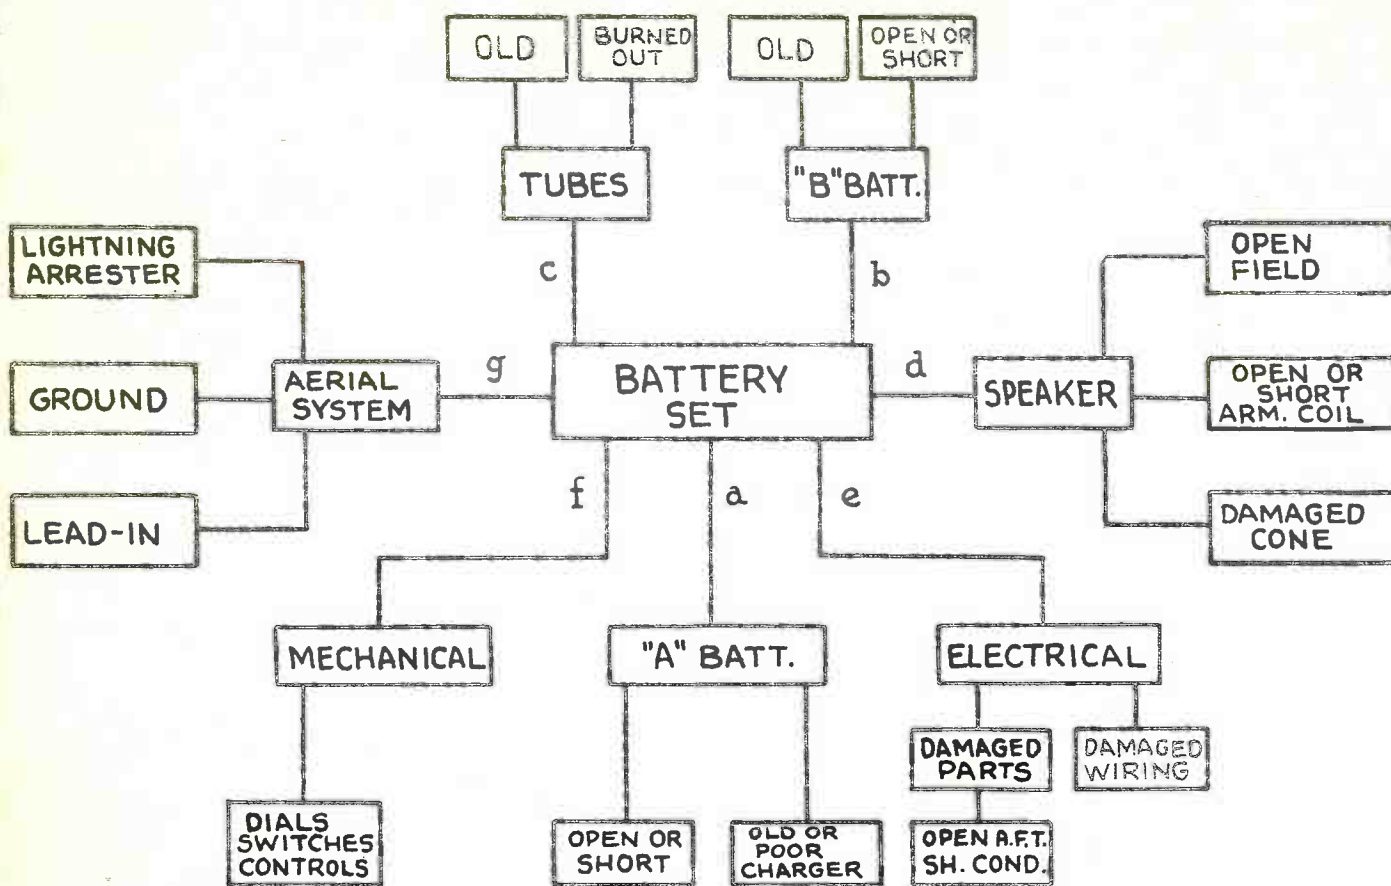 OLD
BURNED
OUT
OLD
OPEN OR
SHORT
TUBES
"B" BATT.
LIGHTNING
ARRESTER
c
b
OPEN
FIELD
GROUND
AERIAL
SYSTEM
g
BATTERY
SET
d
SPEAKER
OPEN OR
SHORT
ARM. COIL
LEAD-IN
f
a
e
DAMAGED
CONE
MECHANICAL
"A" BATT.
ELECTRICAL
DAMAGED
PARTS
DAMAGED
WIRING
DIALS
SWITCHES
CONTROLS
OPEN OR
SHORT
OLD OR
POOR
CHARGER
OPEN A.F.T.
SH. COND.